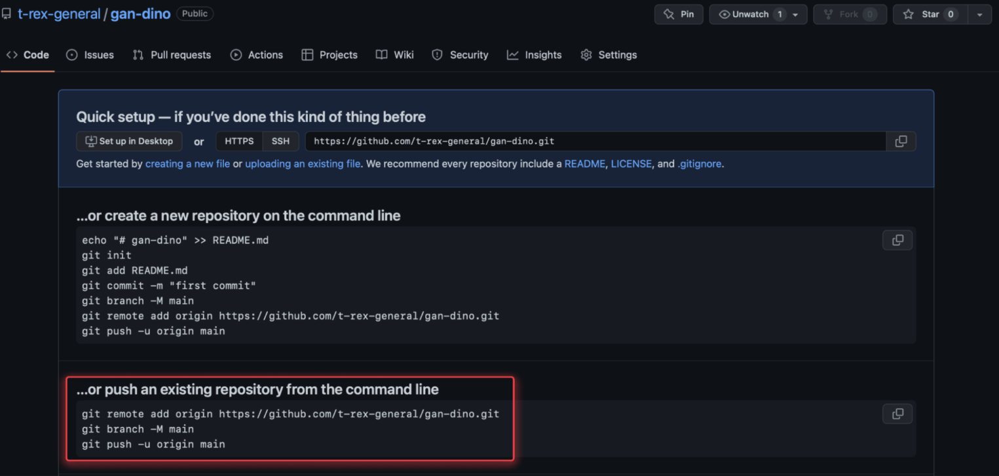 t-rex-general / gan-dino Public
Pin Unwatch 1 Fork 0 Star 0
Code Issues Pull requests Actions Projects Wiki Security Insights Settings
Quick setup — if you’ve done this kind of thing before
Set up in Desktop or HTTPS SSH https://github.com/t-rex-general/gan-dino.git
Get started by creating a new file or uploading an existing file. We recommend every repository include a README, LICENSE, and .gitignore.
…or create a new repository on the command line
echo "# gan-dino" >> README.md
git init
git add README.md
git commit -m "first commit"
git branch -M main
git remote add origin https://github.com/t-rex-general/gan-dino.git
git push -u origin main
…or push an existing repository from the command line
git remote add origin https://github.com/t-rex-general/gan-dino.git
git branch -M main
git push -u origin main